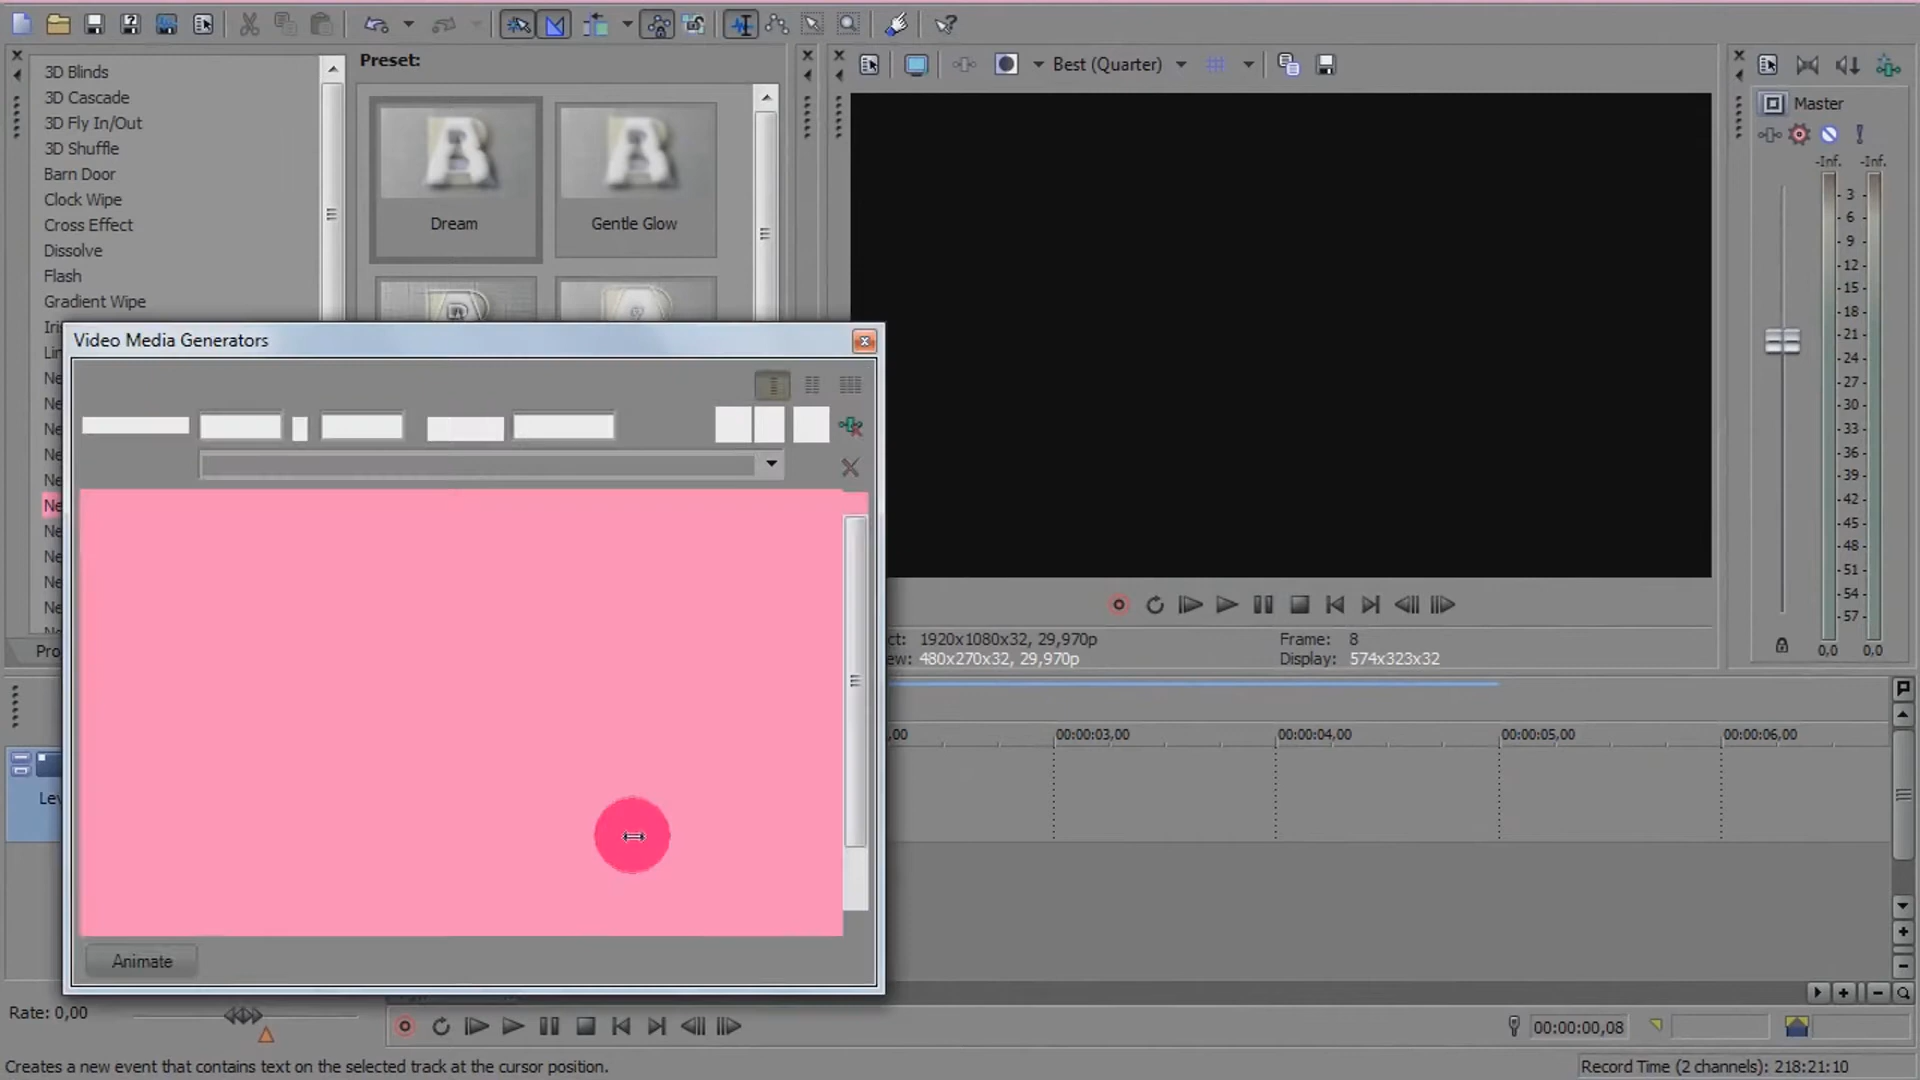 Preset:
3D Blinds
3D Cascade
3D Fly In/Out
3D Shuffle
Barn Door
Clock Wipe
Cross Effect
Dissolve
Flash
Gradient Wipe
Dream
Gentle Glow
Best (Quarter)
Master
-Inf. -Inf.
3
6
9
12
15
18
21
24
27
30
33
36
39
42
45
48
51
54
57
0,0 0,0
Video Media Generators
Animate
1920x1080x32, 29,970p
Frame: 8
480x270x32, 29,970p
Display: 574x323x32
,00
00:00:03,00
00:00:04,00
00:00:05,00
00:00:06,00
Rate: 0,00
00:00:00,08
Creates a new event that contains text on the selected track at the cursor position.
Record Time (2 channels): 218:21:10